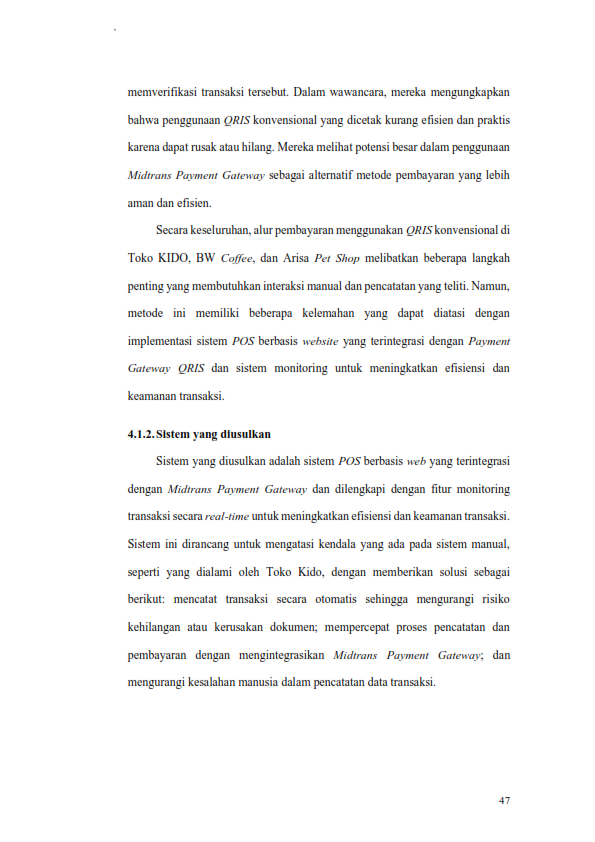 memverifikasi transaksi tersebut. Dalam wawancara, mereka mengungkapkan
bahwa penggunaan QRIS konvensional yang dicetak kurang efisien dan praktis
karena dapat rusak atau hilang. Mereka melihat potensi besar dalam penggunaan
Midtrans Payment Gateway sebagai alternatif metode pembayaran yang lebih
aman dan efisien.
Secara keseluruhan, alur pembayaran menggunakan QRIS konvensional di
Toko KIDO, BW Coffee, dan Arisa Pet Shop melibatkan beberapa langkah
penting yang membutuhkan interaksi manual dan pencatatan yang teliti. Namun,
metode ini memiliki beberapa kelemahan yang dapat diatasi dengan
implementasi sistem POS berbasis website yang terintegrasi dengan Payment
Gateway QRIS dan sistem monitoring untuk meningkatkan efisiensi dan
keamanan transaksi.
4.1.2. Sistem yang diusulkan
Sistem yang diusulkan adalah sistem POS berbasis web yang terintegrasi
dengan Midtrans Payment Gateway dan dilengkapi dengan fitur monitoring
transaksi secara real-time untuk meningkatkan efisiensi dan keamanan transaksi.
Sistem ini dirancang untuk mengatasi kendala yang ada pada sistem manual,
seperti yang dialami oleh Toko Kido, dengan memberikan solusi sebagai
berikut: mencatat transaksi secara otomatis sehingga mengurangi risiko
kehilangan atau kerusakan dokumen; mempercepat proses pencatatan dan
pembayaran dengan mengintegrasikan Midtrans Payment Gateway; dan
mengurangi kesalahan manusia dalam pencatatan data transaksi.
47